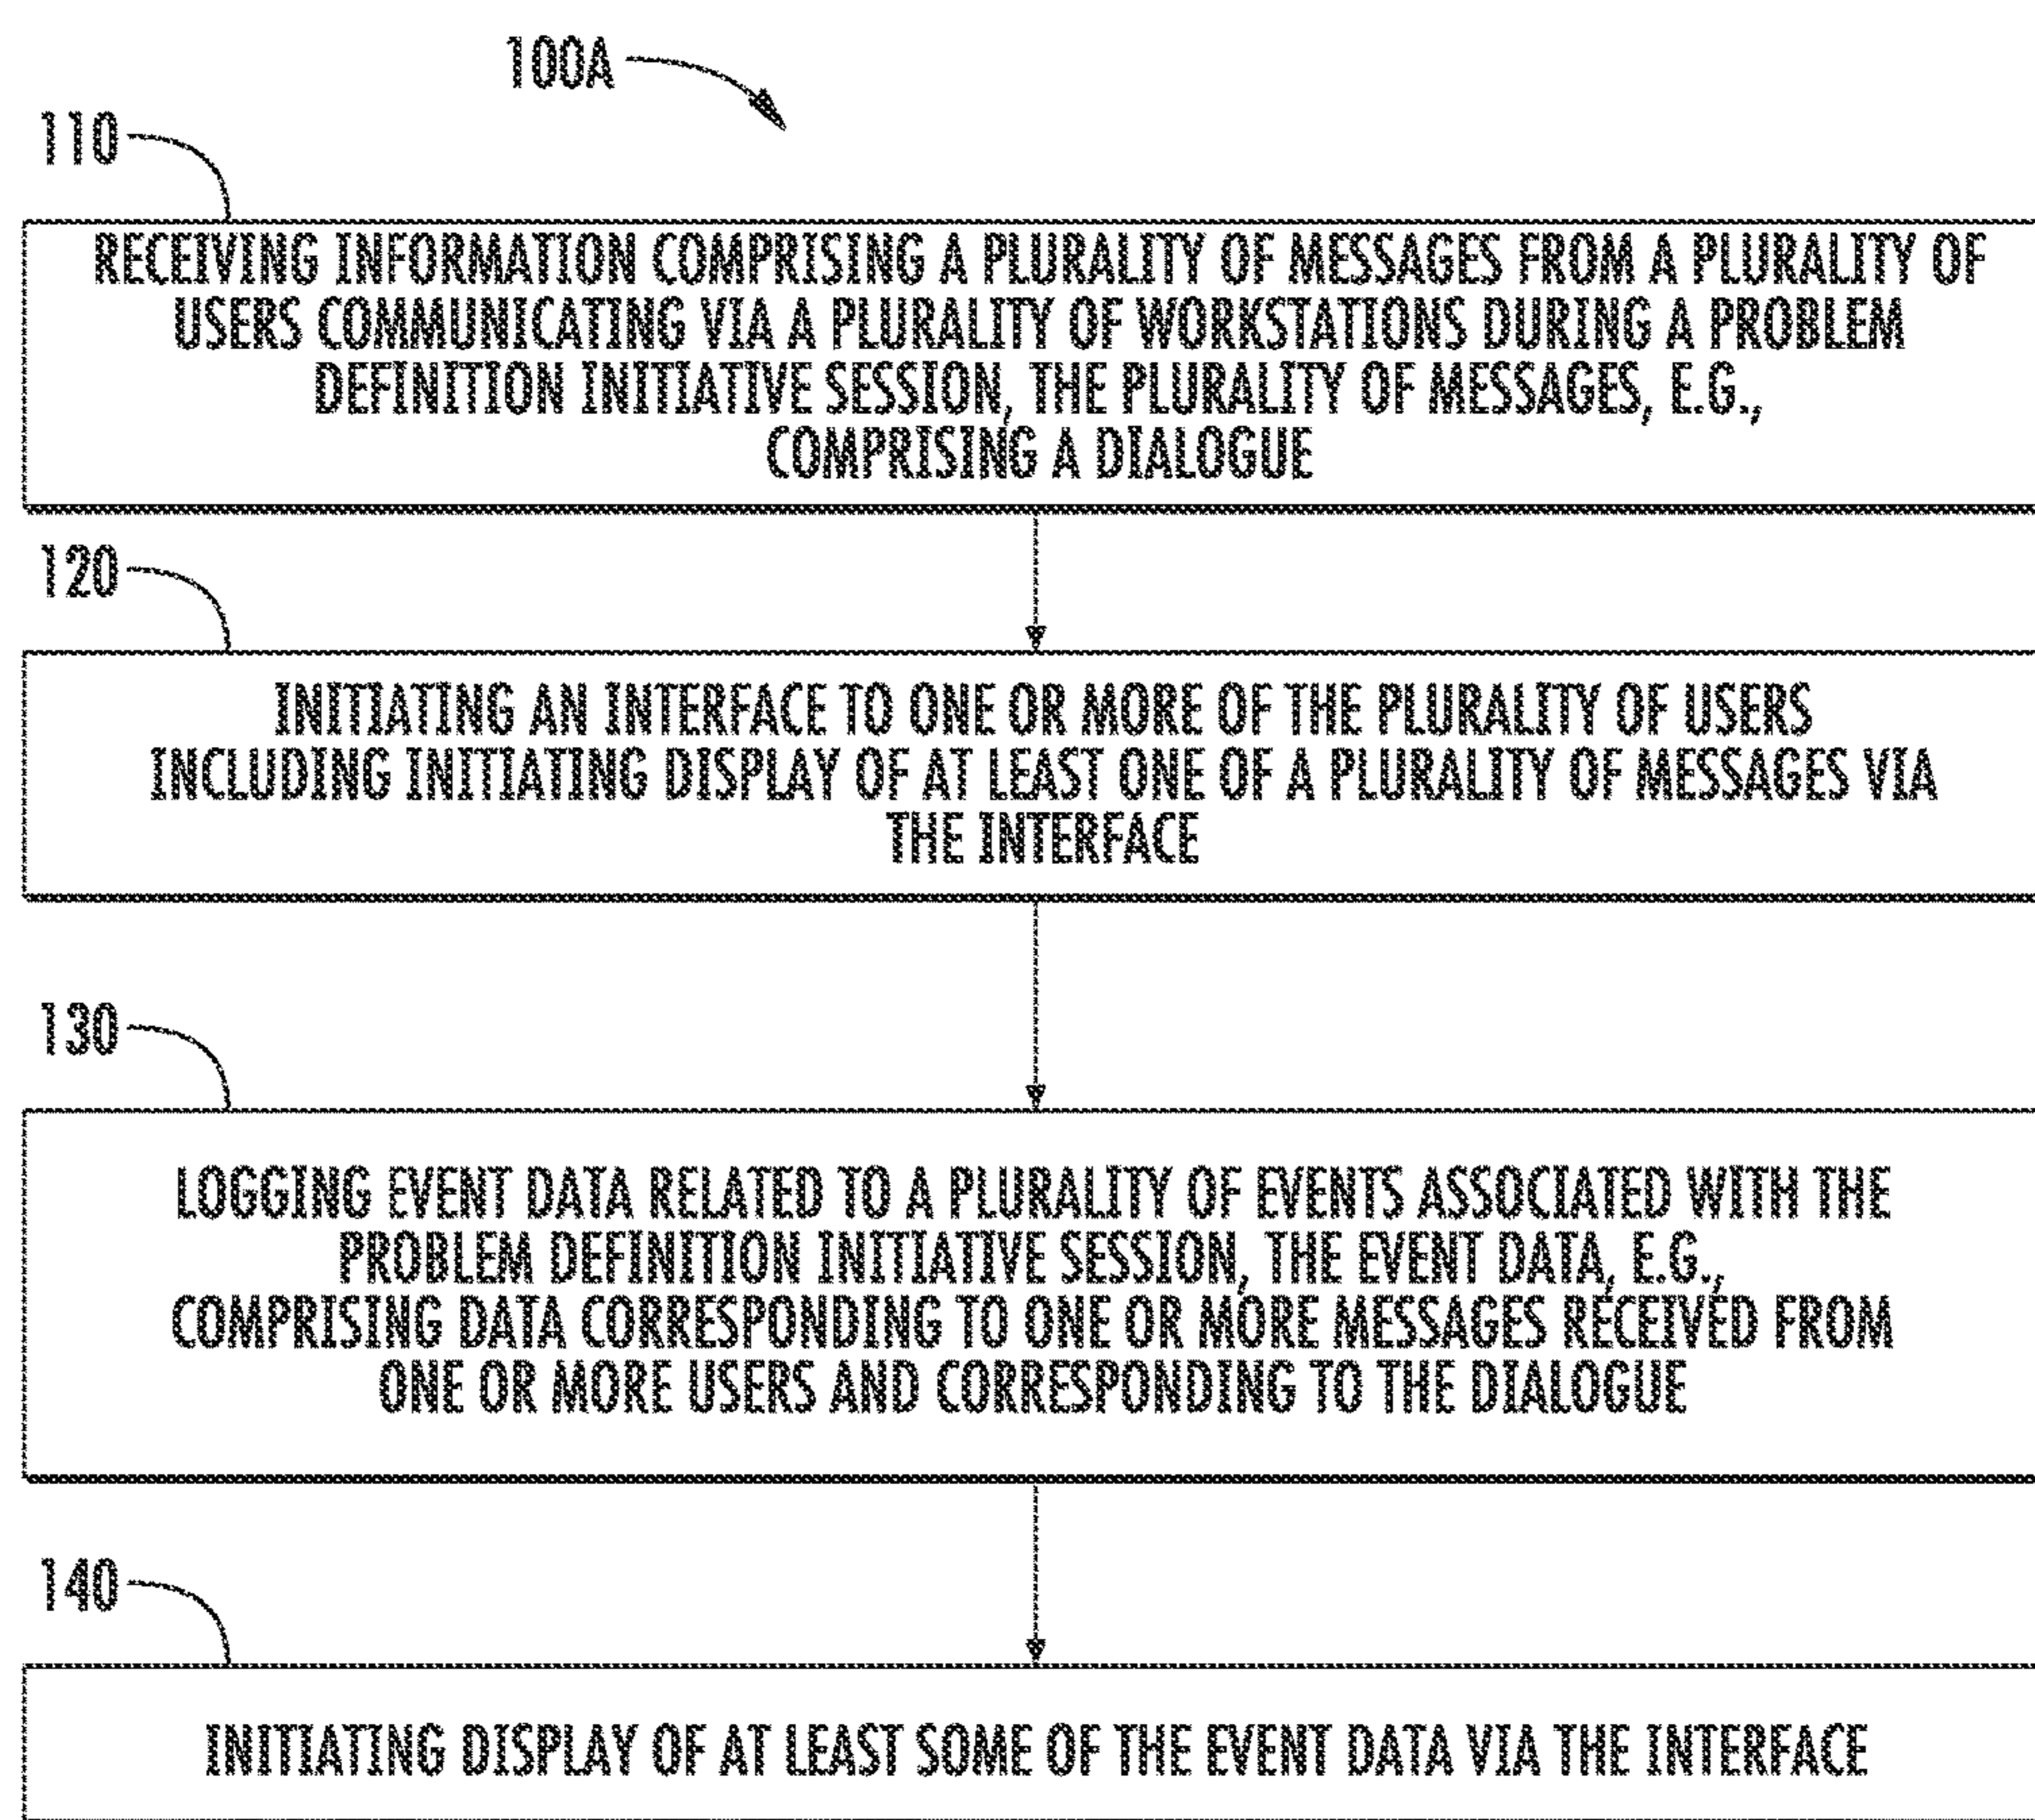 100A
110
RECEIVING INFORMATION COMPRISING A PLURALITY OF MESSAGES FROM A PLURALITY OF
USERS COMMUNICATING VIA A PLURALITY OF WORKSTATIONS DURING A PROBLEM
DEFINITION INITIATIVE SESSION, THE PLURALITY OF MESSAGES, E.G.,
COMPRISING A DIALOGUE
120
INITIATING AN INTERFACE TO ONE OR MORE OF THE PLURALITY OF USERS
INCLUDING INITIATING DISPLAY OF AT LEAST ONE OF A PLURALITY OF MESSAGES VIA
THE INTERFACE
130
LOGGING EVENT DATA RELATED TO A PLURALITY OF EVENTS ASSOCIATED WITH THE
PROBLEM DEFINITION INITIATIVE SESSION, THE EVENT DATA, E.G.,
COMPRISING DATA CORRESPONDING TO ONE OR MORE MESSAGES RECEIVED FROM
ONE OR MORE USERS AND CORRESPONDING TO THE DIALOGUE
140
INITIATING DISPLAY OF AT LEAST SOME OF THE EVENT DATA VIA THE INTERFACE